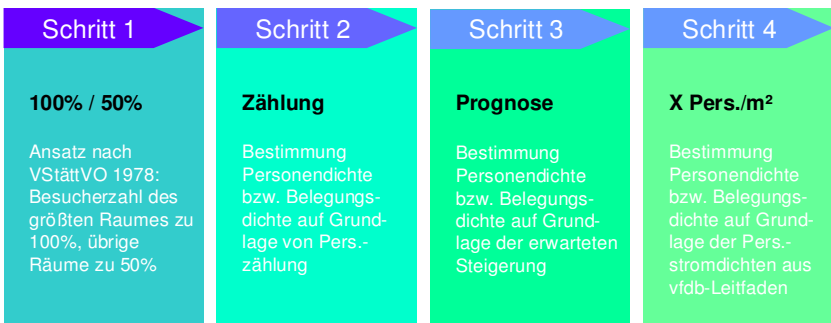 Schritt 1
100% / 50%
Ansatz nach
VStättVO 1978:
Besucherzahl des
größten Raumes zu
100%, übrige
Räume zu 50%
Schritt 2
Zählung
Bestimmung
Personendichte
bzw. Belegungs-
dichte auf Grund-
lage von Pers.-
zählung
Schritt 3
Prognose
Bestimmung
Personendichte
bzw. Belegungs-
dichte auf Grund-
lage der erwarteten
Steigerung
Schritt 4
X Pers./m²
Bestimmung
Personendichte
bzw. Belegungs-
dichte auf Grund-
lage der Pers.-
stromdichten aus
vfdb-Leitfaden